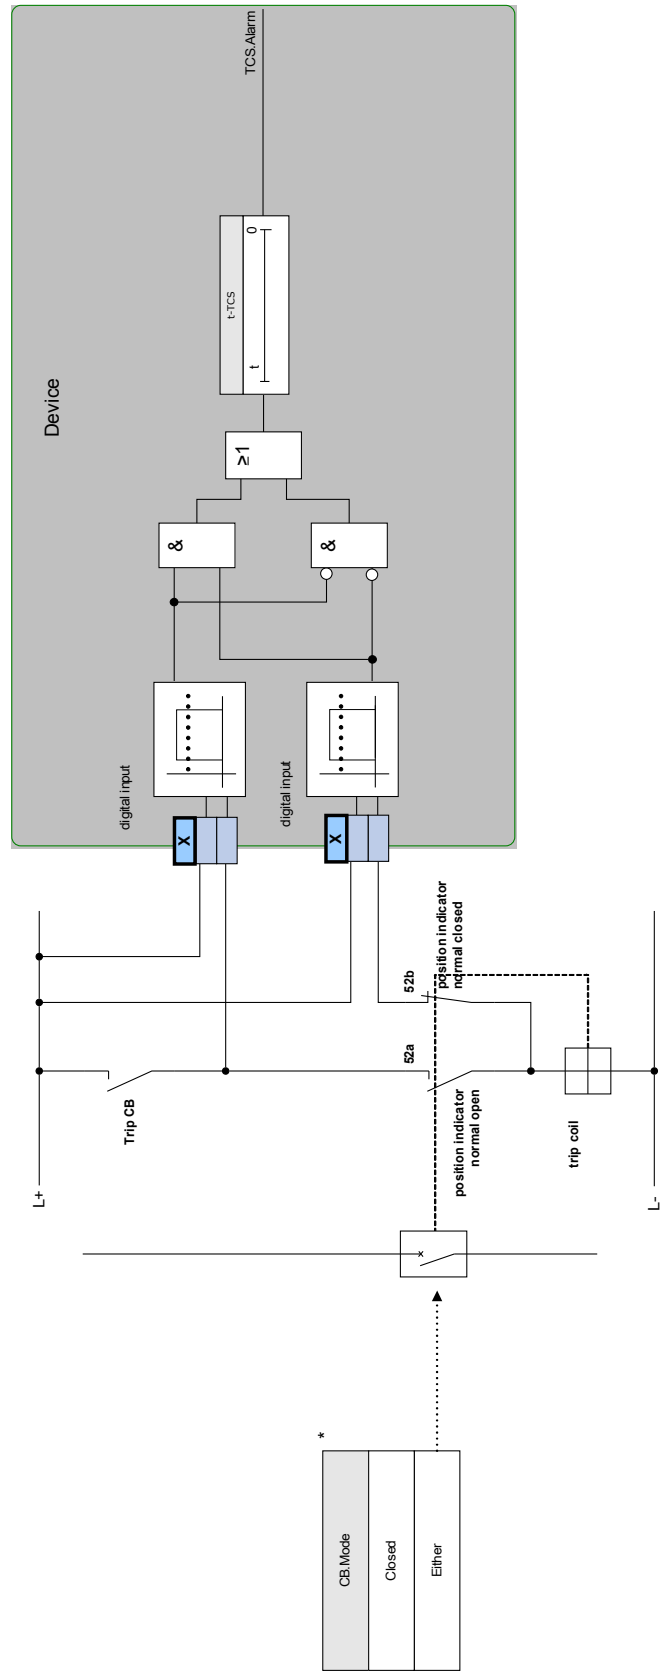 Device
TCS.Alarm
t-TCS
t
0
≥1
&
&
digital input
digital input
X
X
L+
Trip CB
52a
52b
position indicator
normal closed
position indicator
normal open
trip coil
L-
*
CB.Mode
Closed
Either